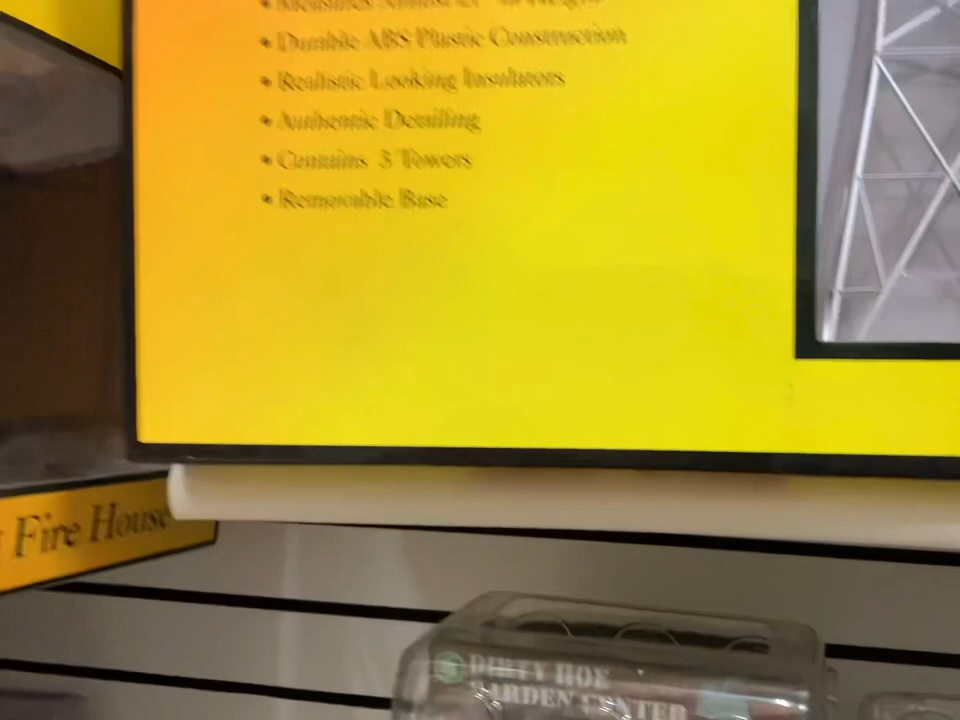 • Durable ABS Plastic Construction
• Realistic Looking Insulators
• Authentic Detailing
• Contains 3 Towers
• Removable Base
Fire House
DIRTY HOE
GARDEN CENTER